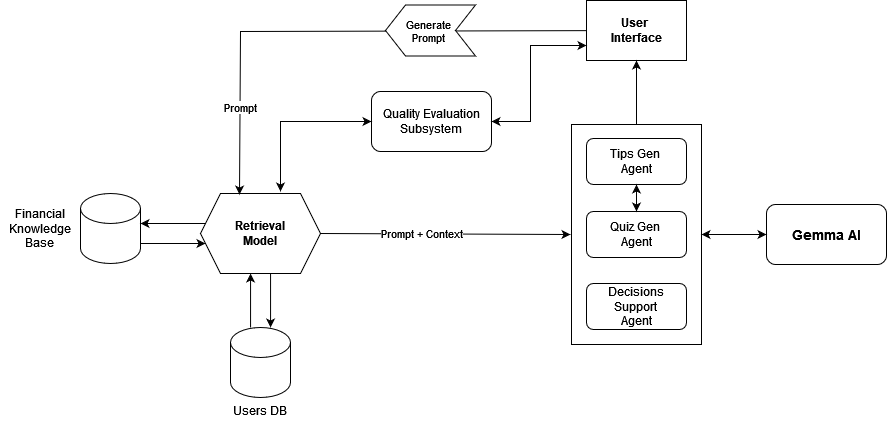 Generate
Prompt
User
Interface
Prompt
Quality Evaluation
Subsystem
Tips Gen
Agent
Financial
Knowledge
Base
Retrieval
Model
Prompt + Context
Quiz Gen
Agent
Gemma AI
Decisions
Support
Agent
Users DB